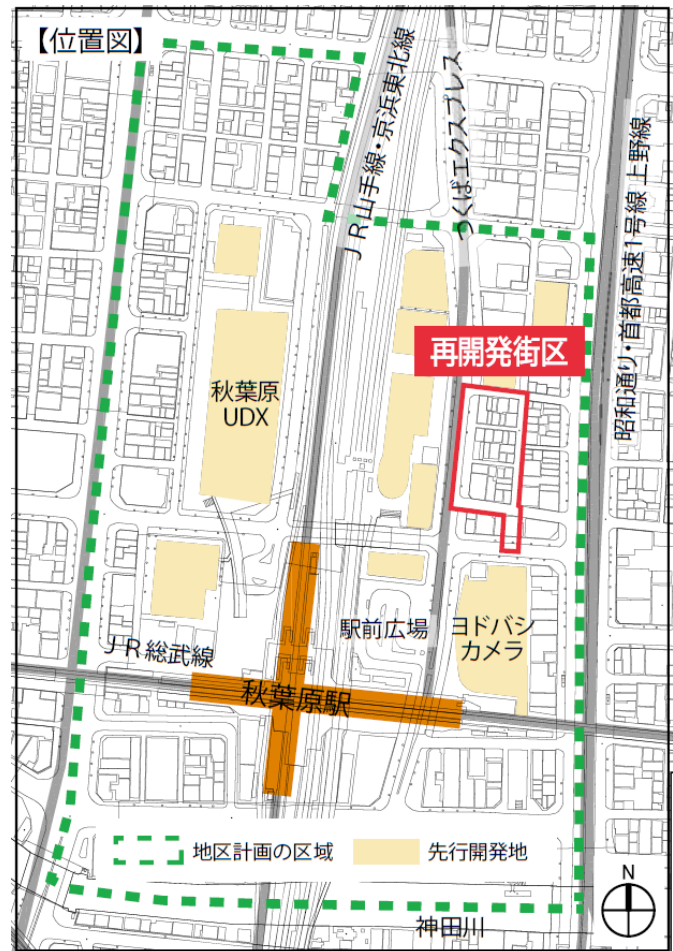 【位置図】
JR山手線・京浜東北線
つくばエクスプレス
昭和通り・首都高速1号線 上野線
再開発街区
秋葉原
UDX
駅前広場
ヨドバシ
カメラ
JR総武線
秋葉原駅
地区計画の区域
先行開発地
N
神田川